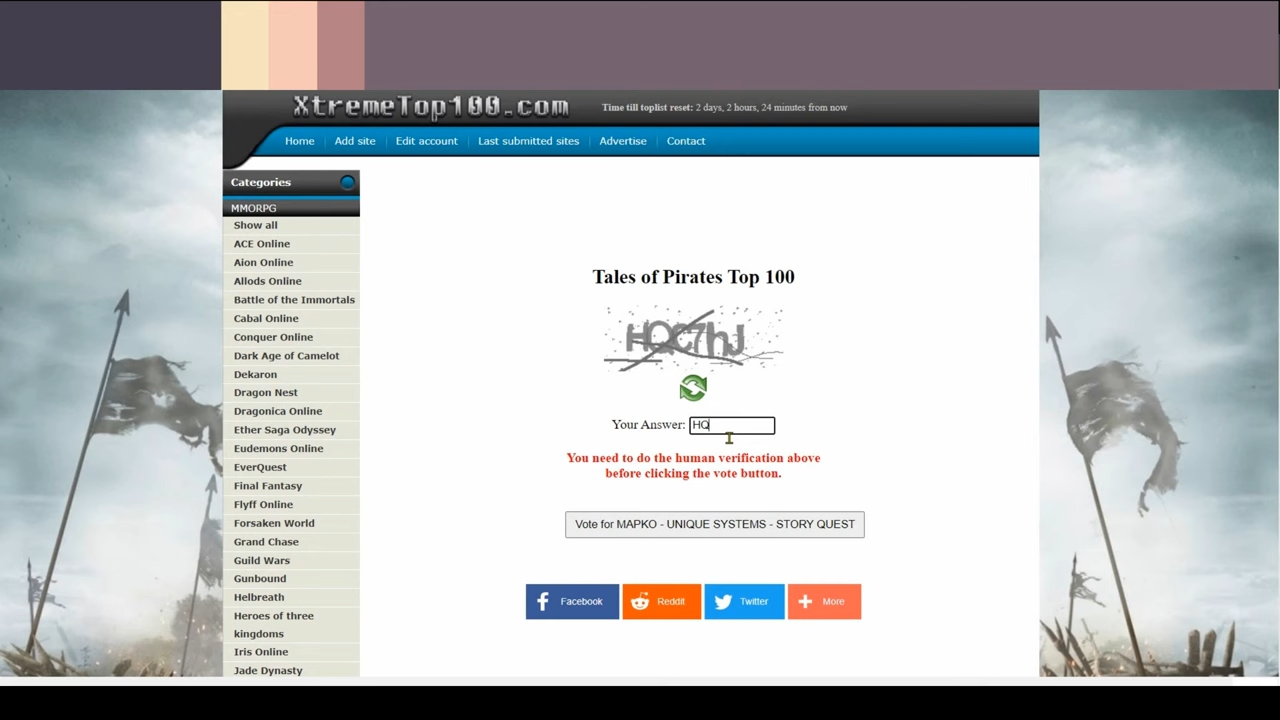 XtremeTop100.com
Time till toplist reset: 2 days, 2 hours, 24 minutes from now
Home
Add site
Edit account
Last submitted sites
Advertise
Contact
Categories
MMORPG
Show all
ACE Online
Aion Online
Allods Online
Battle of the Immortals
Cabal Online
Conquer Online
Dark Age of Camelot
Dekaron
Dragon Nest
Dragonica Online
Ether Saga Odyssey
Eudemons Online
EverQuest
Final Fantasy
Flyff Online
Forsaken World
Grand Chase
Guild Wars
Gunbound
Helbreath
Heroes of three
kingdoms
Iris Online
Jade Dynasty
Tales of Pirates Top 100
HQC7hJ
Your Answer: HQ
You need to do the human verification above
before clicking the vote button.
Vote for MAPKO - UNIQUE SYSTEMS - STORY QUEST
Facebook
Reddit
Twitter
More